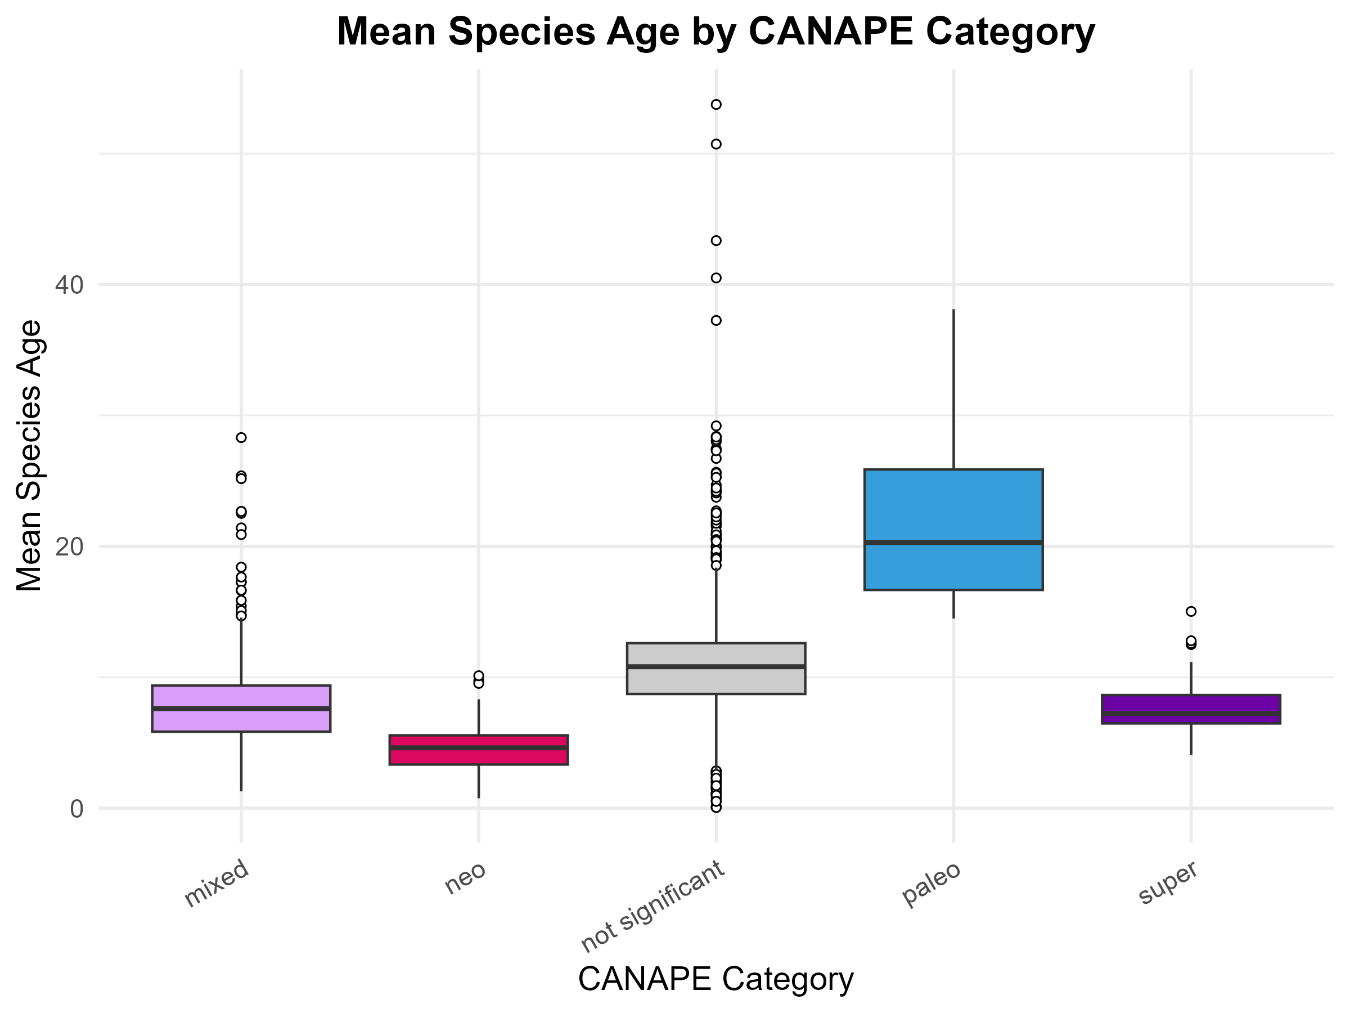 Mean Species Age by CANAPE Category
Mean Species Age
40
20
0
mixed
neo
not significant
paleo
super
CANAPE Category